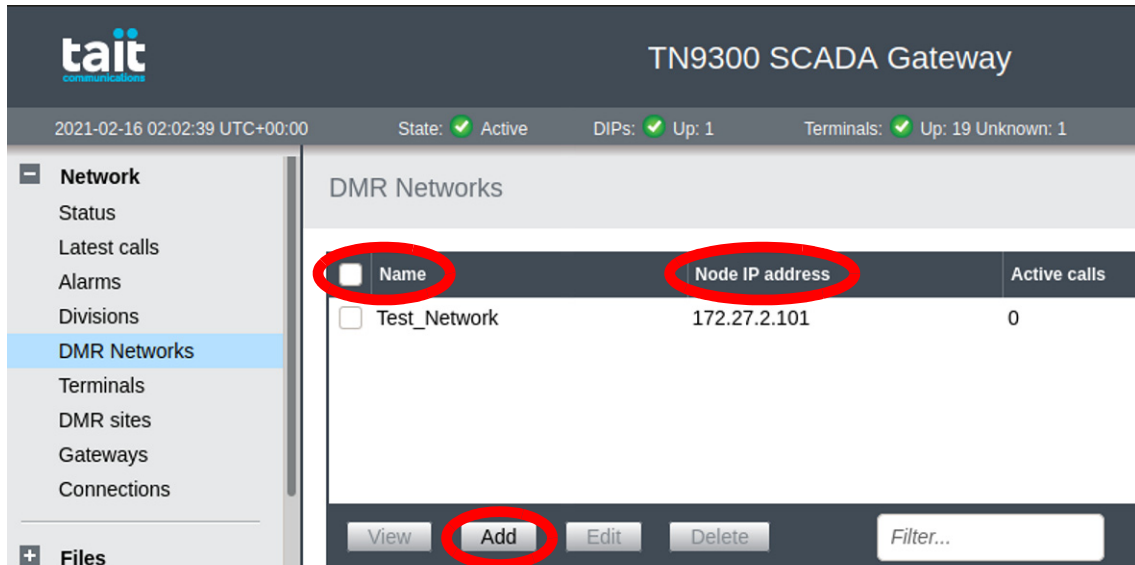 tait
communications
TN9300 SCADA Gateway
2021-02-16 02:02:39 UTC+00:00 State: Active DIPs: Up: 1 Terminals: Up: 19 Unknown: 1
Network
Status
Latest calls
Alarms
Divisions
DMR Networks
Terminals
DMR sites
Gateways
Connections
Files
DMR Networks
Name Node IP address Active calls
Test_Network 172.27.2.101 0
View Add Edit Delete Filter...